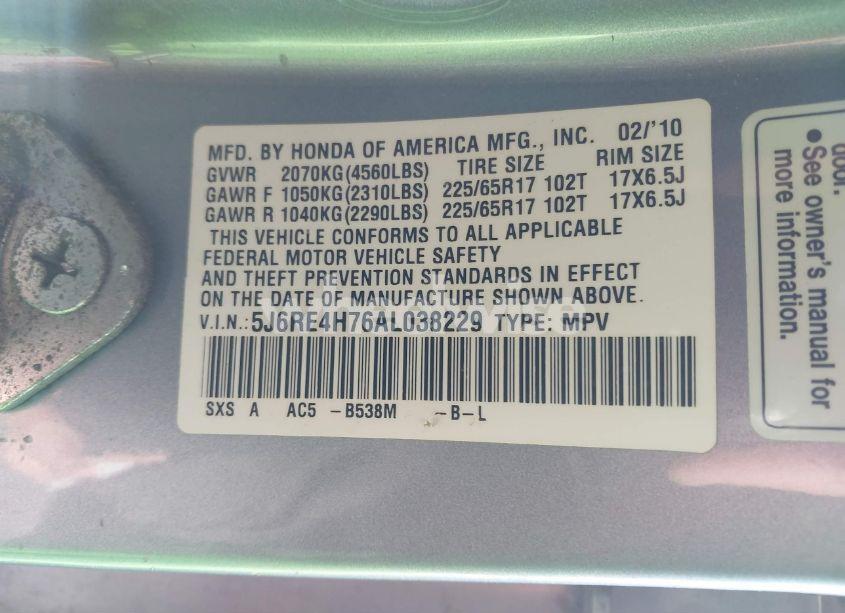 MFD. BY HONDA OF AMERICA MFG., INC. 02/'10
GVWR 2070KG(4560LBS) TIRE SIZE RIM SIZE
GAWR F 1050KG(2310LBS) 225/65R17 102T 17X6.5J
GAWR R 1040KG(2290LBS) 225/65R17 102T 17X6.5J
THIS VEHICLE CONFORMS TO ALL APPLICABLE
FEDERAL MOTOR VEHICLE SAFETY
AND THEFT PREVENTION STANDARDS IN EFFECT
ON THE DATE OF MANUFACTURE SHOWN ABOVE.
V.I.N.: 5J6RE4H76AL038229 TYPE: MPV
SXS A AC5 -B538M -B-L
door.
• See owner's manual for
more information.